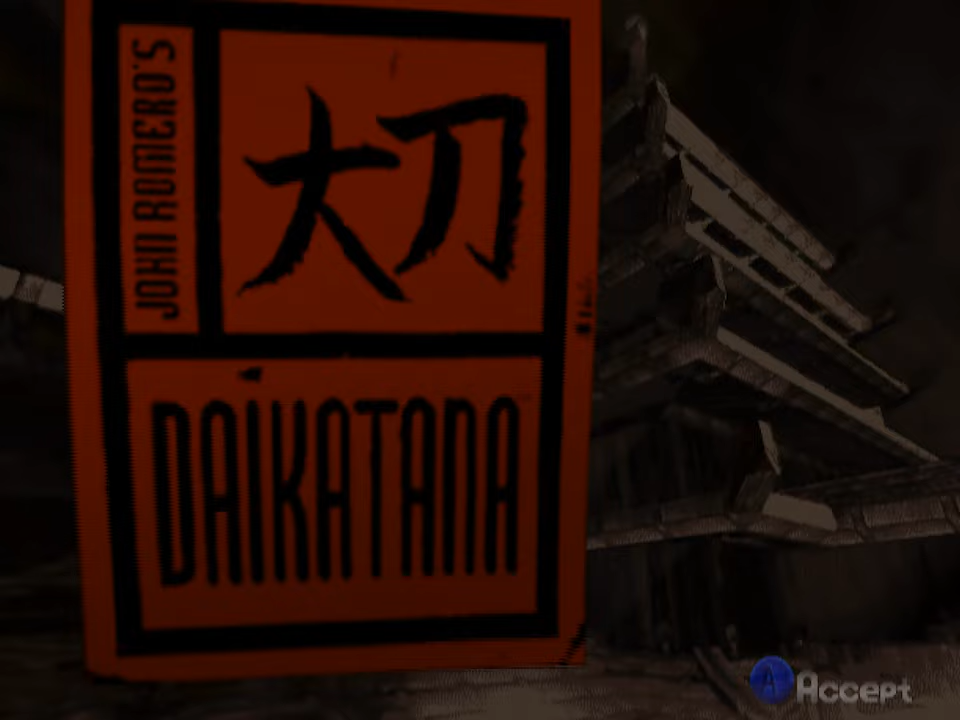 JOHN ROMERO'S
大刀
DAIKATANA
A Accept